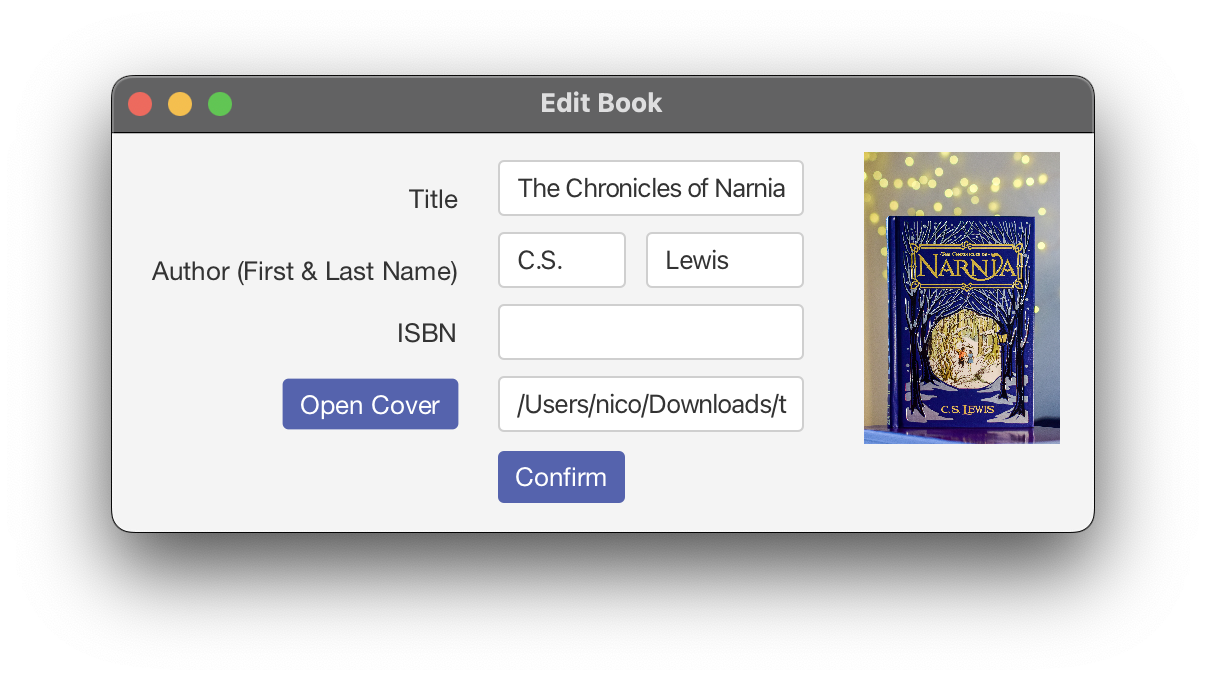 Edit Book
Title
The Chronicles of Narnia
Author (First & Last Name)
C.S.
Lewis
ISBN
Open Cover
/Users/nico/Downloads/t
Confirm
THE CHRONICLES OF
NARNIA
C.S. LEWIS